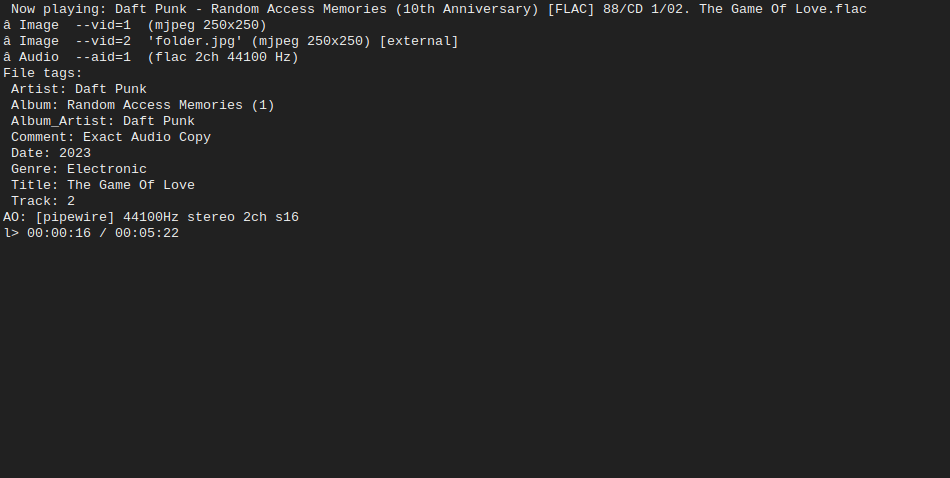 Now playing: Daft Punk - Random Access Memories (10th Anniversary) [FLAC] 88/CD 1/02. The Game Of Love.flac
â Image  --vid=1  (mjpeg 250x250)
â Image  --vid=2  'folder.jpg' (mjpeg 250x250) [external]
â Audio  --aid=1  (flac 2ch 44100 Hz)
File tags:
Artist: Daft Punk
Album: Random Access Memories (1)
Album_Artist: Daft Punk
Comment: Exact Audio Copy
Date: 2023
Genre: Electronic
Title: The Game Of Love
Track: 2
AO: [pipewire] 44100Hz stereo 2ch s16
l> 00:00:16 / 00:05:22